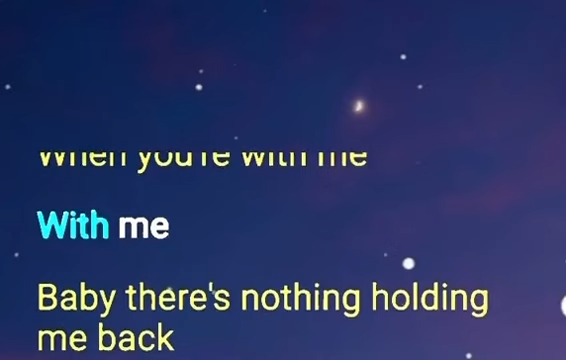 When you're with me
With me
Baby there's nothing holding
me back